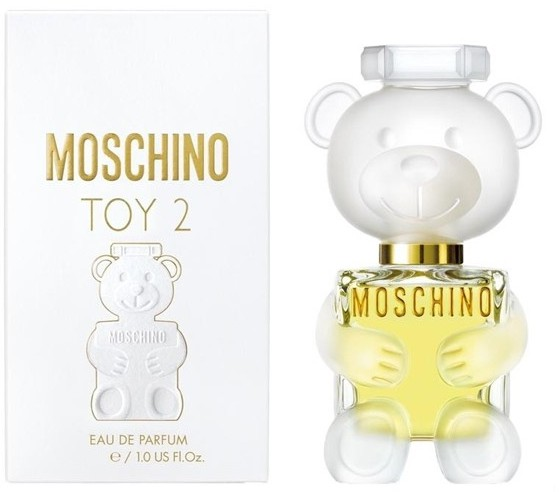 MOSCHINO
TOY 2
MOSCHINO
EAU DE PARFUM
e / 1.0 US Fl.Oz.
MOSCHINO